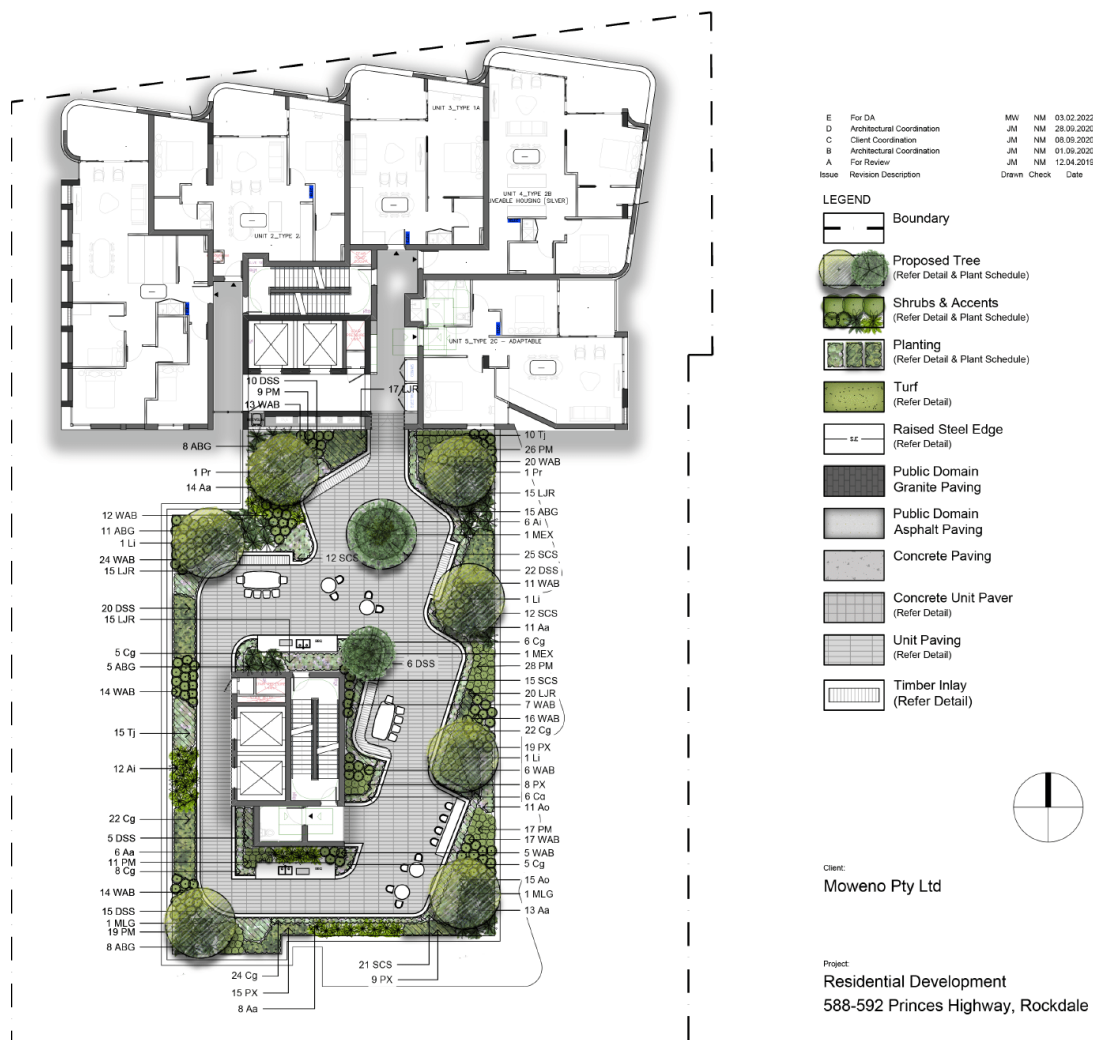 E For DA MW NM 03.02.2022
D Architectural Coordination JM NM 28.09.2020
C Client Coordination JM NM 08.09.2020
B Architectural Coordination JM NM 01.09.2020
A For Review JM NM 12.04.2019
Issue Revision Description Drawn Check Date
LEGEND
Boundary
Proposed Tree
(Refer Detail & Plant Schedule)
Shrubs & Accents
(Refer Detail & Plant Schedule)
Planting
(Refer Detail & Plant Schedule)
Turf
(Refer Detail)
SE
Raised Steel Edge
(Refer Detail)
Public Domain
Granite Paving
Public Domain
Asphalt Paving
Concrete Paving
Concrete Unit Paver
(Refer Detail)
Unit Paving
(Refer Detail)
Timber Inlay
(Refer Detail)
Client:
Moweno Pty Ltd
Project:
Residential Development
588-592 Princes Highway, Rockdale
UNIT 3_TYPE 1A
UNIT 4_TYPE 2B
LIVEABLE HOUSING (SILVER)
UNIT 5_TYPE 2C - ADAPTABLE
10 DSS
9 PM
13 WAB
17 LJR
8 ABG
1 Pr
14 Aa
12 WAB
11 ABG
1 Li
24 WAB
15 LJR
12 SCS
20 DSS
15 LJR
5 Cg
5 ABG
14 WAB
15 Tj
12 Ai
22 Cg
5 DSS
6 Aa
11 PM
8 Cg
14 WAB
15 DSS
1 MLG
19 PM
8 ABG
24 Cg
15 PX
8 Aa
21 SCS
9 PX
10 Tj
26 PM
20 WAB
1 Pr
15 LJR
15 ABG
6 Ai
1 MEX
25 SCS
22 DSS
11 WAB
1 Li
12 SCS
11 Aa
6 Cg
1 MEX
6 DSS
28 PM
15 SCS
20 LJR
7 WAB
16 WAB
22 Cg
19 PX
1 Li
6 WAB
8 PX
6 Cg
11 Ao
17 PM
17 WAB
5 WAB
5 Cg
15 Ao
1 MLG
13 Aa